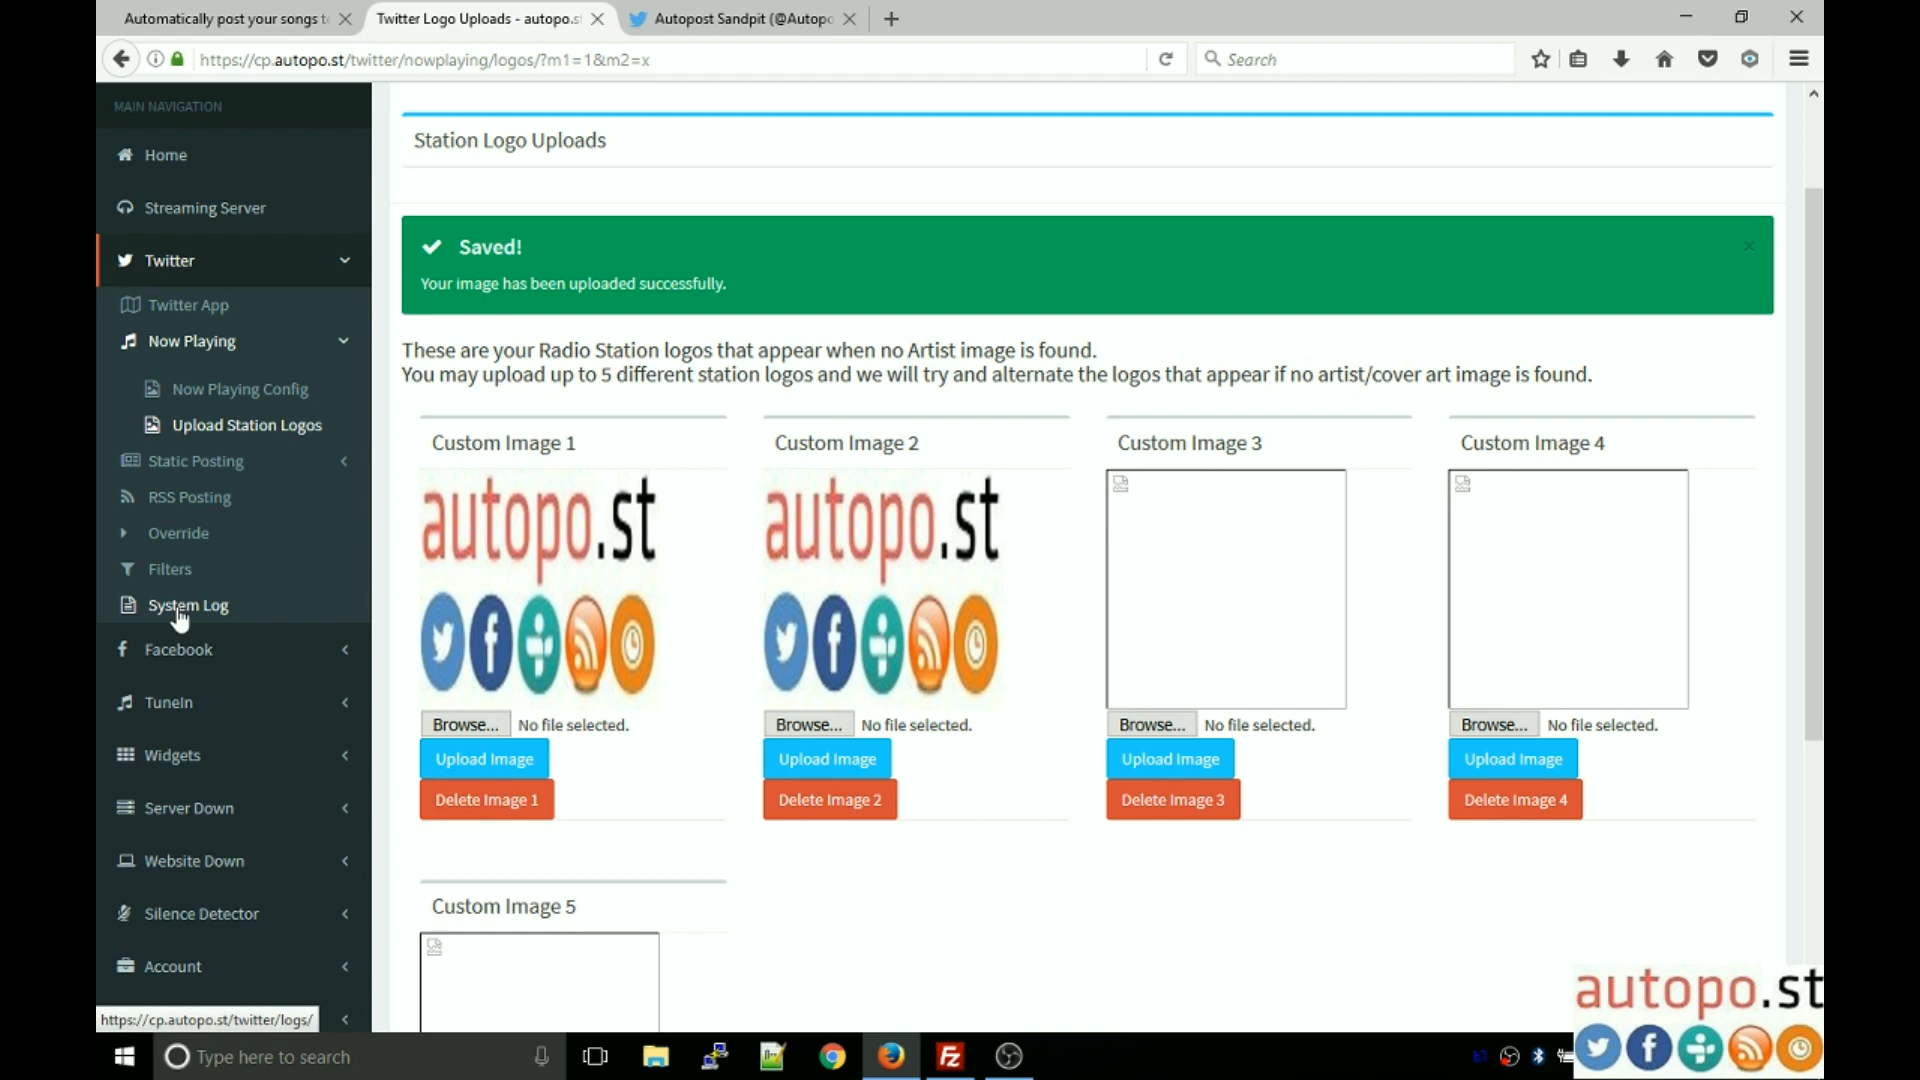 Automatically post your songs t
Twitter Logo Uploads - autopo.s
Autopost Sandpit (@Autopo
https://cp.autopo.st/twitter/nowplaying/logos/?m1=1&m2=x
Search
MAIN NAVIGATION
Home
Streaming Server
Twitter
Twitter App
Now Playing
Now Playing Config
Upload Station Logos
Static Posting
RSS Posting
Override
Filters
System Log
Facebook
TuneIn
Widgets
Server Down
Website Down
Silence Detector
Account
https://cp.autopo.st/twitter/logs/
Station Logo Uploads
Saved!
Your image has been uploaded successfully.
These are your Radio Station logos that appear when no Artist image is found.
You may upload up to 5 different station logos and we will try and alternate the logos that appear if no artist/cover art image is found.
Custom Image 1
autopo.st
Browse... No file selected.
Upload Image
Delete Image 1
Custom Image 2
autopo.st
Browse... No file selected.
Upload Image
Delete Image 2
Custom Image 3
Browse... No file selected.
Upload Image
Delete Image 3
Custom Image 4
Browse... No file selected.
Upload Image
Delete Image 4
Custom Image 5
autopo.st
Type here to search